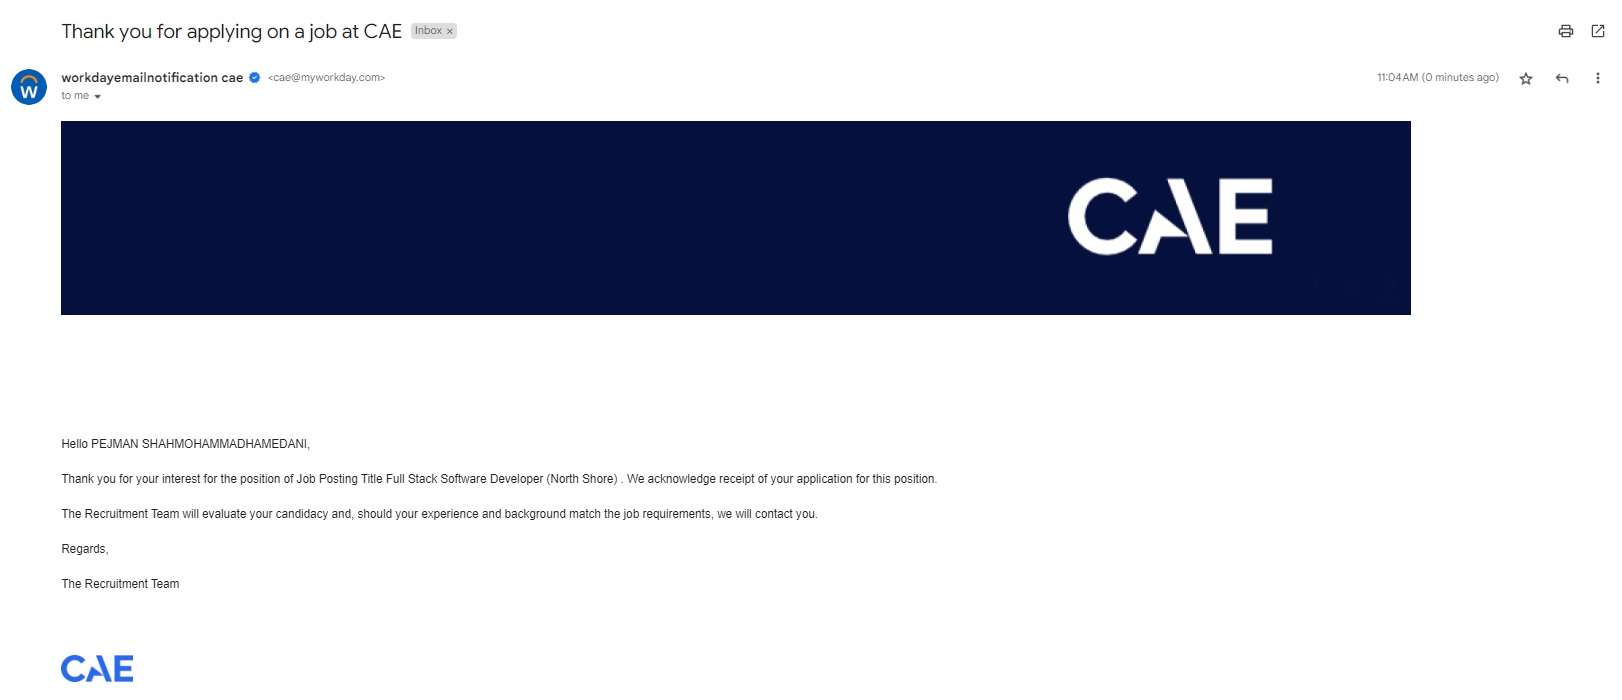 Thank you for applying on a job at CAE Inbox ×
workdayemailnotification cae <cae@myworkday.com> 11:04 AM (0 minutes ago)
W
to me
CAE
Hello PEJMAN SHAHMOHAMMADHAMEDANI,
Thank you for your interest for the position of Job Posting Title Full Stack Software Developer (North Shore) . We acknowledge receipt of your application for this position.
The Recruitment Team will evaluate your candidacy and, should your experience and background match the job requirements, we will contact you.
Regards,
The Recruitment Team
CAE